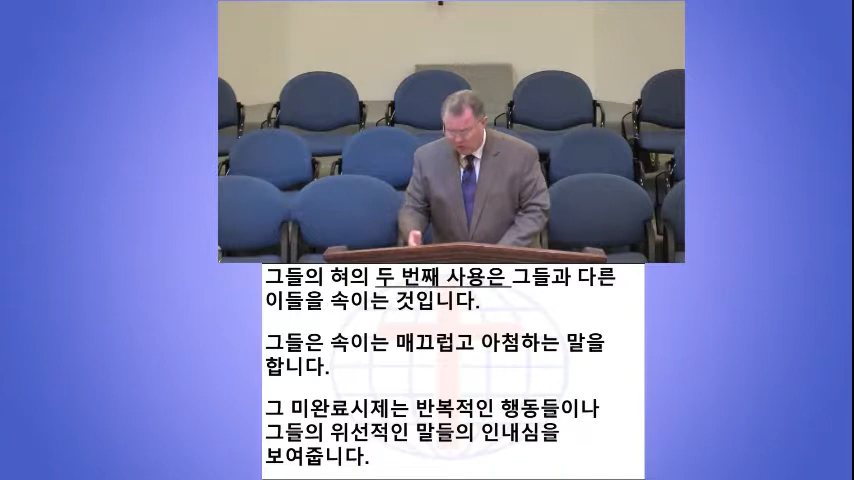 그들의 혀의 두 번째 사용은 그들과 다른
이들을 속이는 것입니다.
그들은 속이는 매끄럽고 아첨하는 말을
합니다.
그 미완료시제는 반복적인 행동들이나
그들의 위선적인 말들의 인내심을
보여줍니다.